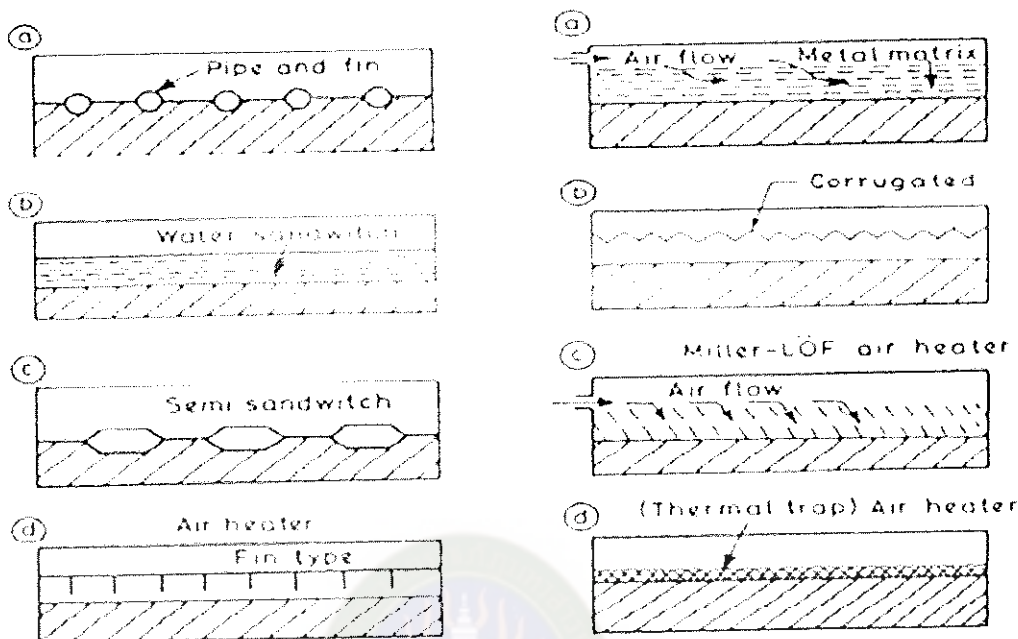 a
Pipe and fin
b
Water sandwitch
c
Semi sandwitch
d
Air heater
Fin type
a
Air flow Metal matrix
b
Corrugated
c
Miller-LÖF air heater
Air flow
d
(Thermal trap) Air heater